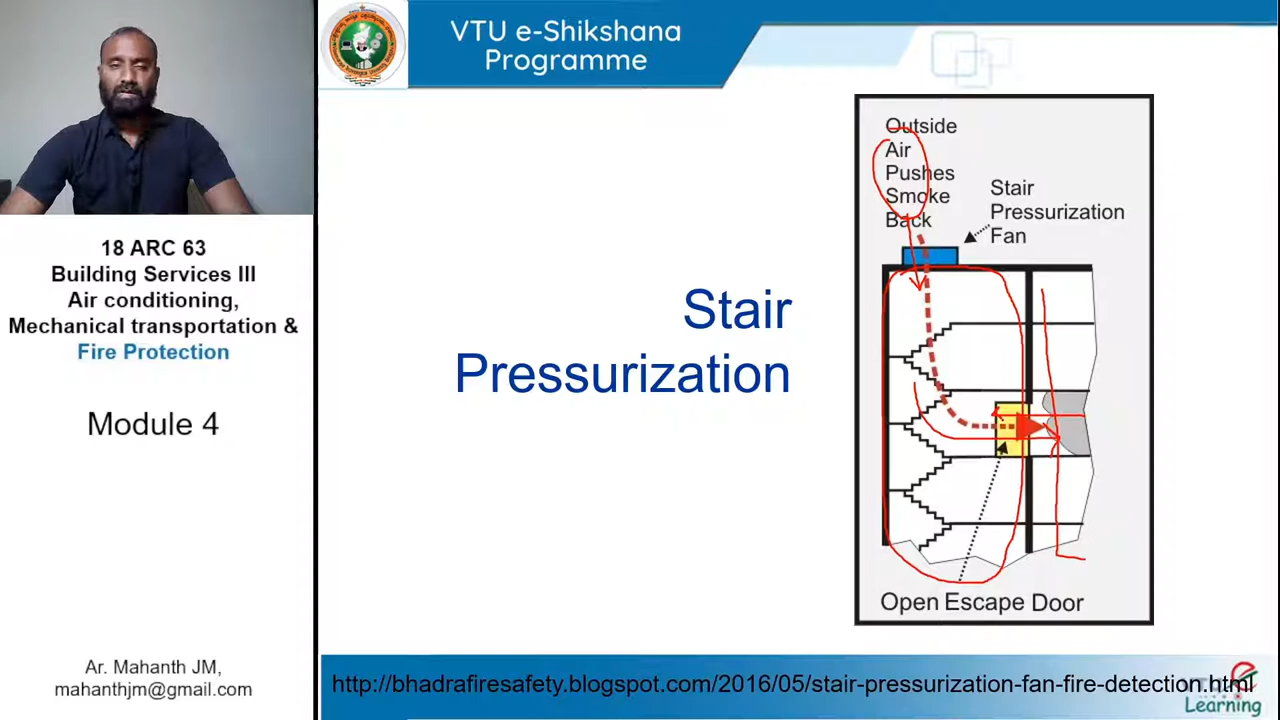 VTU e-Shikshana
Programme
18 ARC 63
Building Services III
Air conditioning,
Mechanical transportation &
Fire Protection
Module 4
Ar. Mahanth JM,
mahanthjm@gmail.com
Stair
Pressurization
Outside
Air
Pushes
Smoke
Back
Stair
Pressurization
Fan
Open Escape Door
http://bhadrafiresafety.blogspot.com/2016/05/stair-pressurization-fan-fire-detection.html
Learning